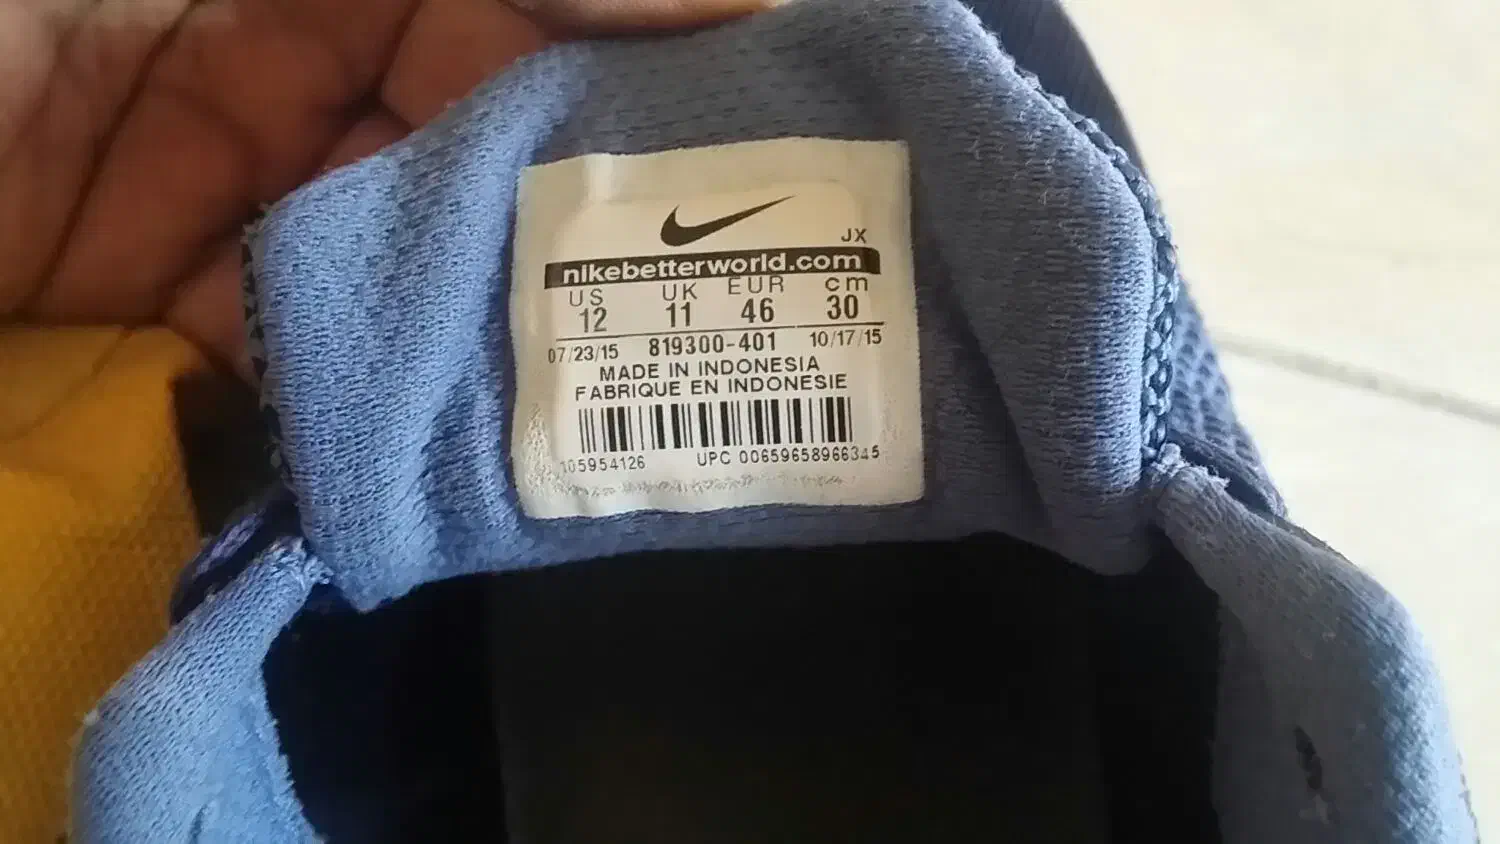 JX
nikebetterworld.com
US UK EUR cm
12 11 46 30
07/23/15 819300-401 10/17/15
MADE IN INDONESIA
FABRIQUE EN INDONESIE
105954126 UPC 00659658966345